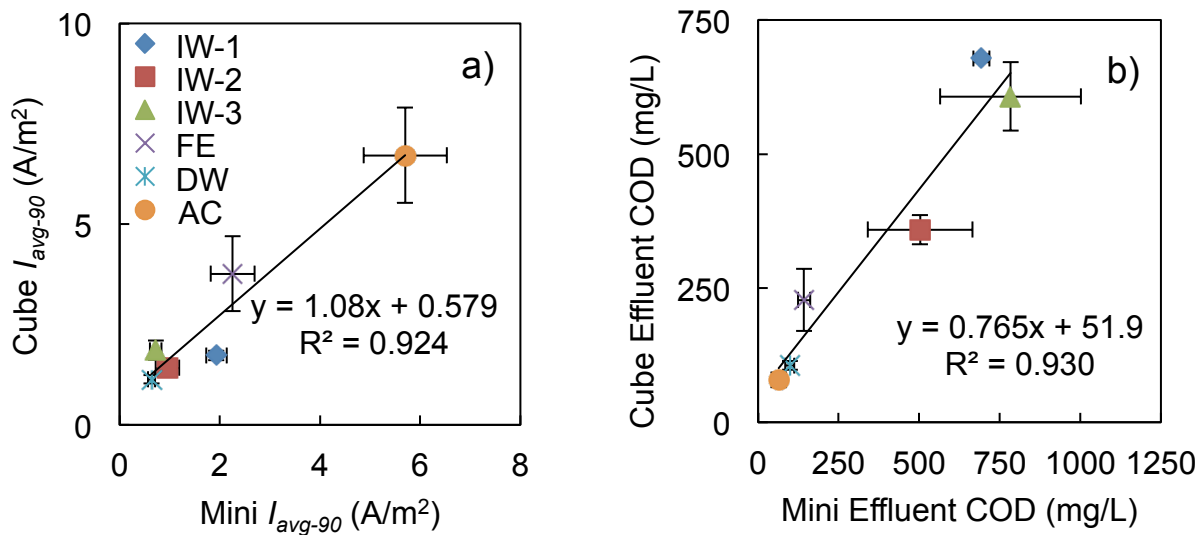 10
5
0
0 2 4 6 8
Cube I_avg-90 (A/m²)
Mini I_avg-90 (A/m²)
IW-1
IW-2
IW-3
FE
DW
AC
a)
y = 1.08x + 0.579
R² = 0.924
750
500
250
0
0 250 500 750 1000 1250
Cube Effluent COD (mg/L)
Mini Effluent COD (mg/L)
b)
y = 0.765x + 51.9
R² = 0.930